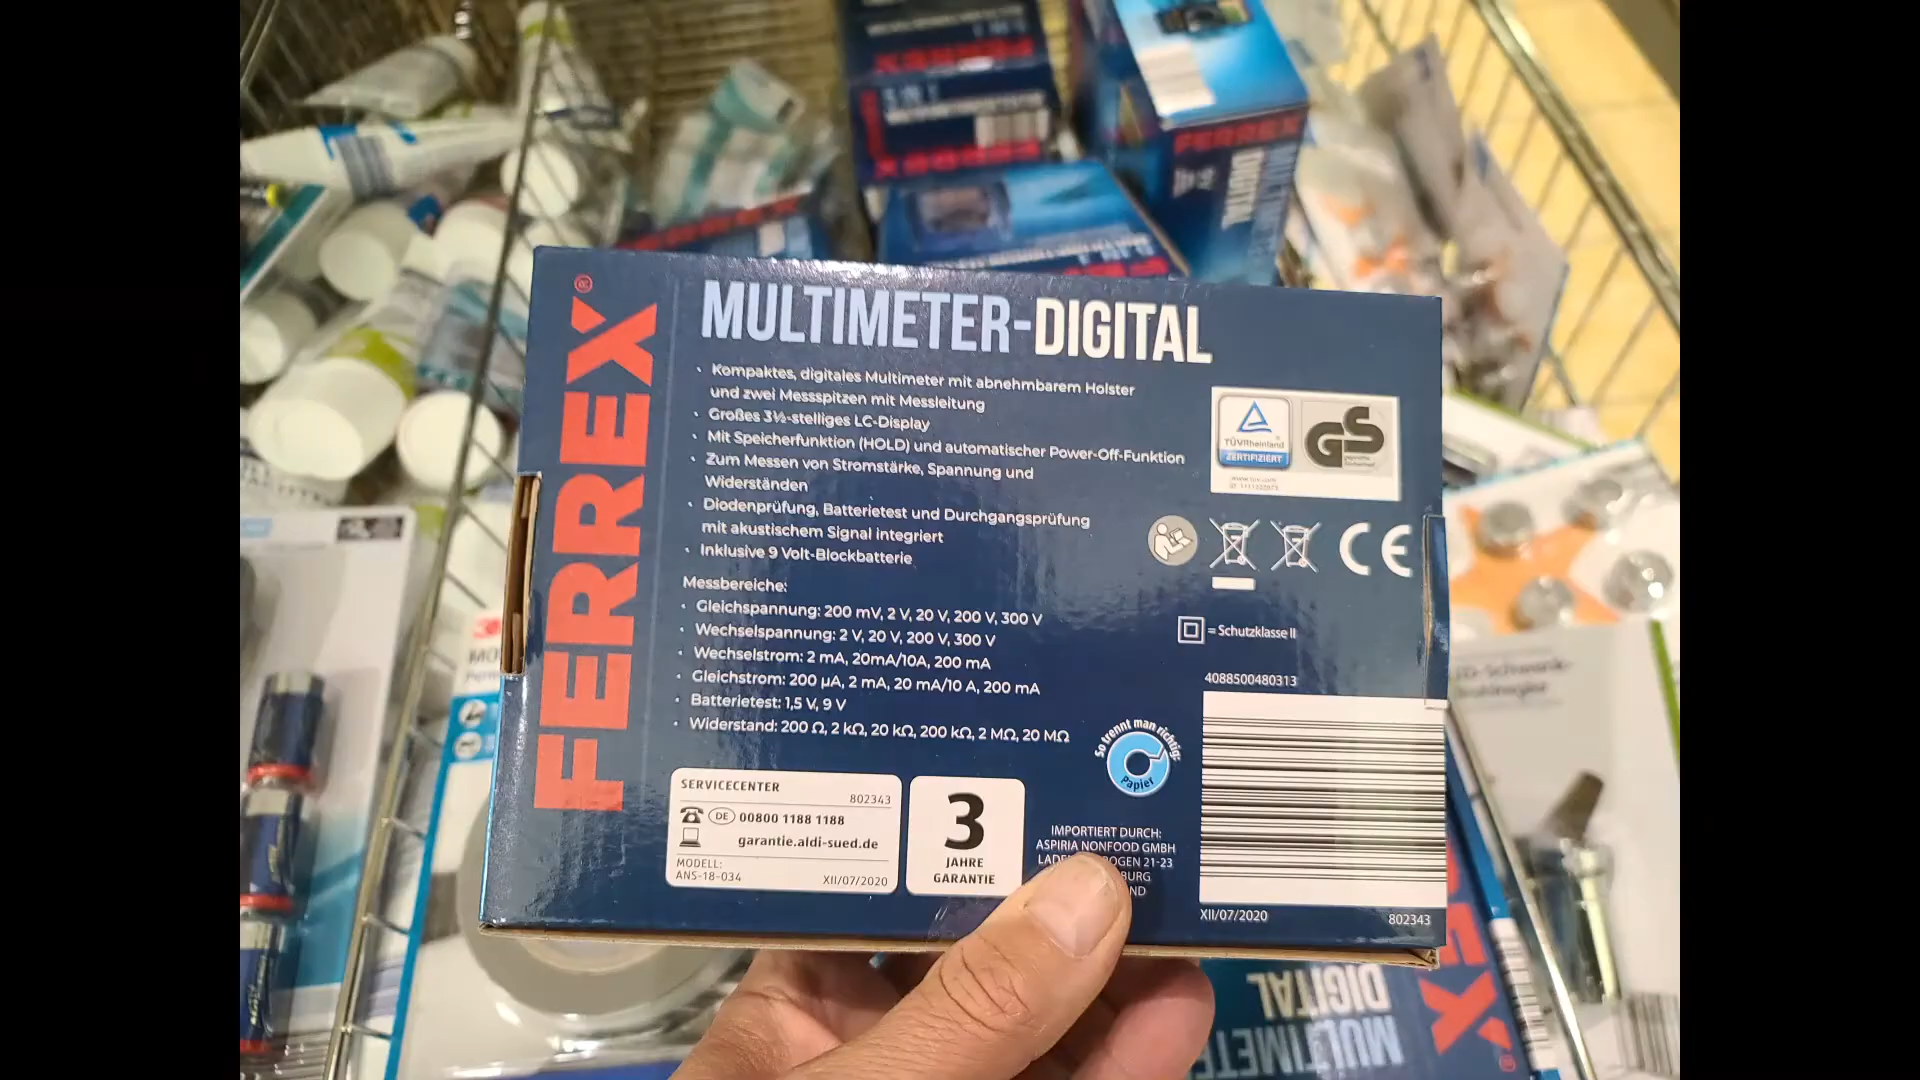 FERREX®
MULTIMETER-DIGITAL
• Kompaktes, digitales Multimeter mit abnehmbarem Holster
und zwei Messspitzen mit Messleitung
• Großes 3½-stelliges LC-Display
• Mit Speicherfunktion (HOLD) und automatischer Power-Off-Funktion
• Zum Messen von Stromstärke, Spannung und
Widerständen
• Diodenprüfung, Batterietest und Durchgangsprüfung
mit akustischem Signal integriert
• Inklusive 9 Volt-Blockbatterie
Messbereiche:
• Gleichspannung: 200 mV, 2 V, 20 V, 200 V, 300 V
• Wechselspannung: 2 V, 20 V, 200 V, 300 V
• Wechselstrom: 2 mA, 20mA/10A, 200 mA
• Gleichstrom: 200 µA, 2 mA, 20 mA/10 A, 200 mA
• Batterietest: 1,5 V, 9 V
• Widerstand: 200 Ω, 2 kΩ, 20 kΩ, 200 kΩ, 2 MΩ, 20 MΩ
TÜVRheinland
ZERTIFIZIERT
GS
CE
= Schutzklasse II
4088500480313
So trennt man richtig:
Papier
SERVICECENTER
802343
DE 00800 1188 1188
garantie.aldi-sued.de
MODELL:
ANS-18-034
XII/07/2020
3
JAHRE
GARANTIE
IMPORTIERT DURCH:
ASPIRIA NONFOOD GMBH
21-23
XII/07/2020
802343
FERREX
DIGITAL
MULTIMETER
DIGITAL